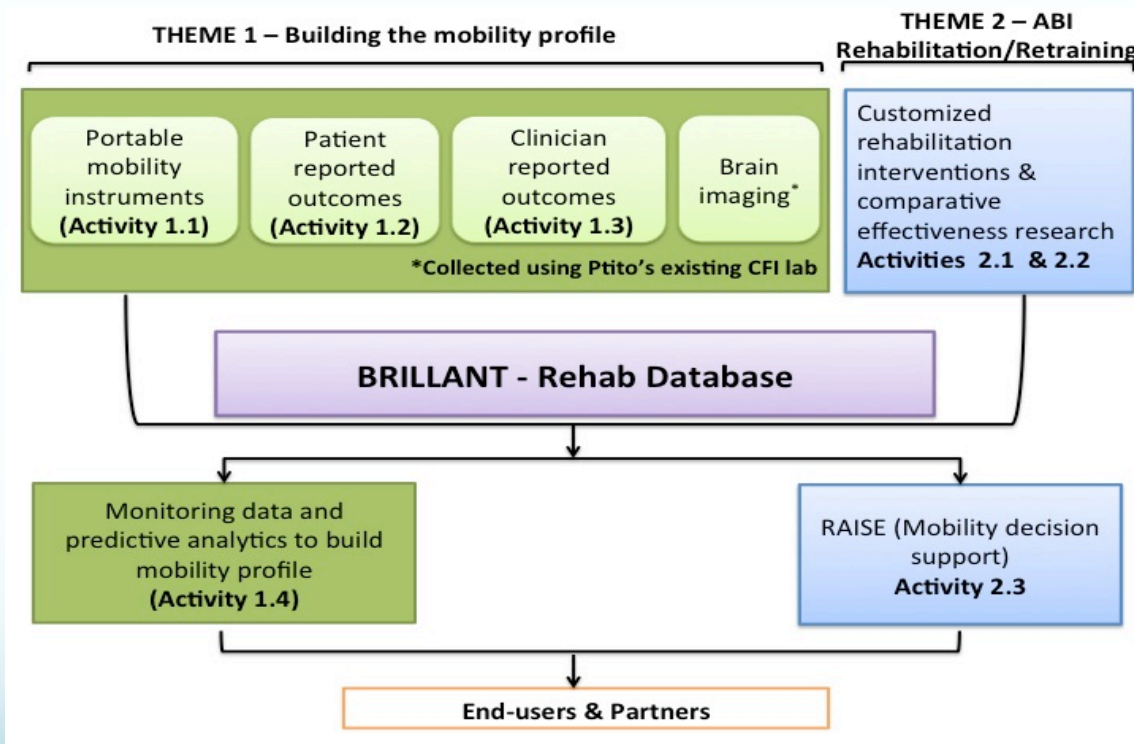 THEME 1 – Building the mobility profile
THEME 2 – ABI
Rehabilitation/Retraining
Portable
mobility
instruments
(Activity 1.1)
Patient
reported
outcomes
(Activity 1.2)
Clinician
reported
outcomes
(Activity 1.3)
Brain
imaging*
*Collected using Ptito's existing CFI lab
Customized
rehabilitation
interventions &
comparative
effectiveness research
Activities 2.1 & 2.2
BRILLANT - Rehab Database
Monitoring data and
predictive analytics to build
mobility profile
(Activity 1.4)
RAISE (Mobility decision
support)
Activity 2.3
End-users & Partners